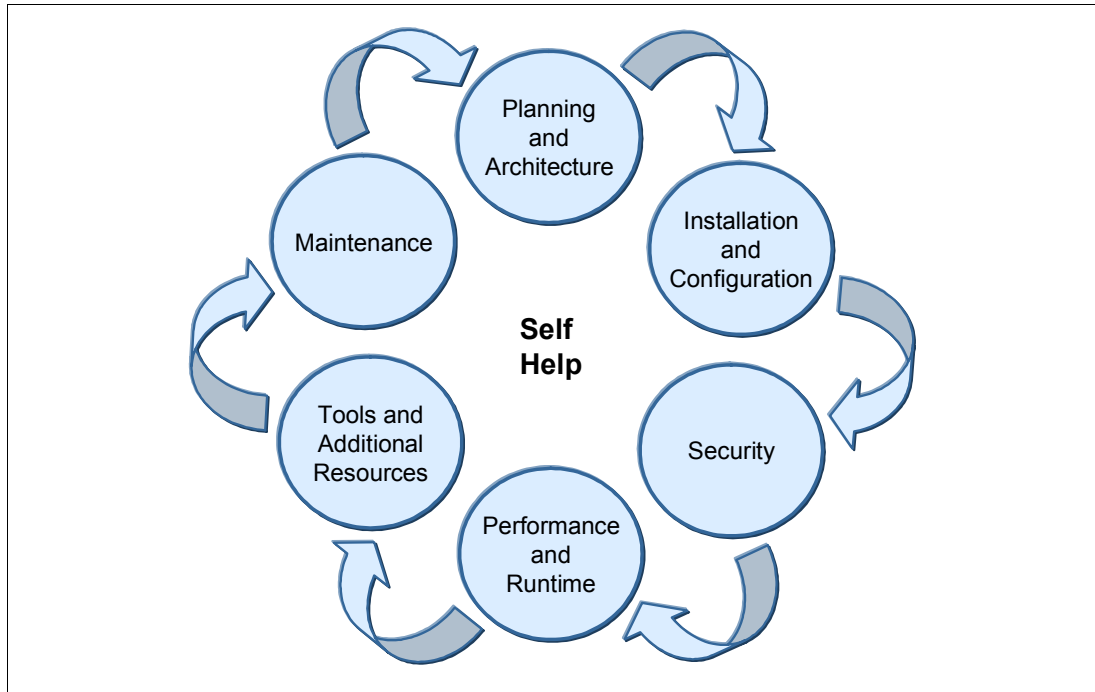 Planning
and
Architecture
Installation
and
Configuration
Security
Performance
and
Runtime
Tools and
Additional
Resources
Maintenance
Self
Help